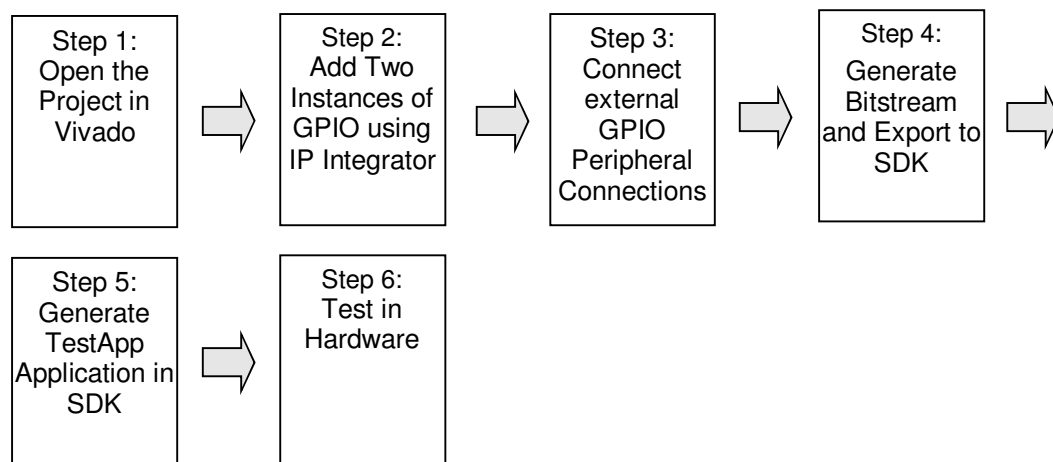 Step 1:
Open the
Project in
Vivado
Step 2:
Add Two
Instances of
GPIO using
IP Integrator
Step 3:
Connect
external
GPIO
Peripheral
Connections
Step 4:
Generate
Bitstream
and Export to
SDK
Step 5:
Generate
TestApp
Application in
SDK
Step 6:
Test in
Hardware